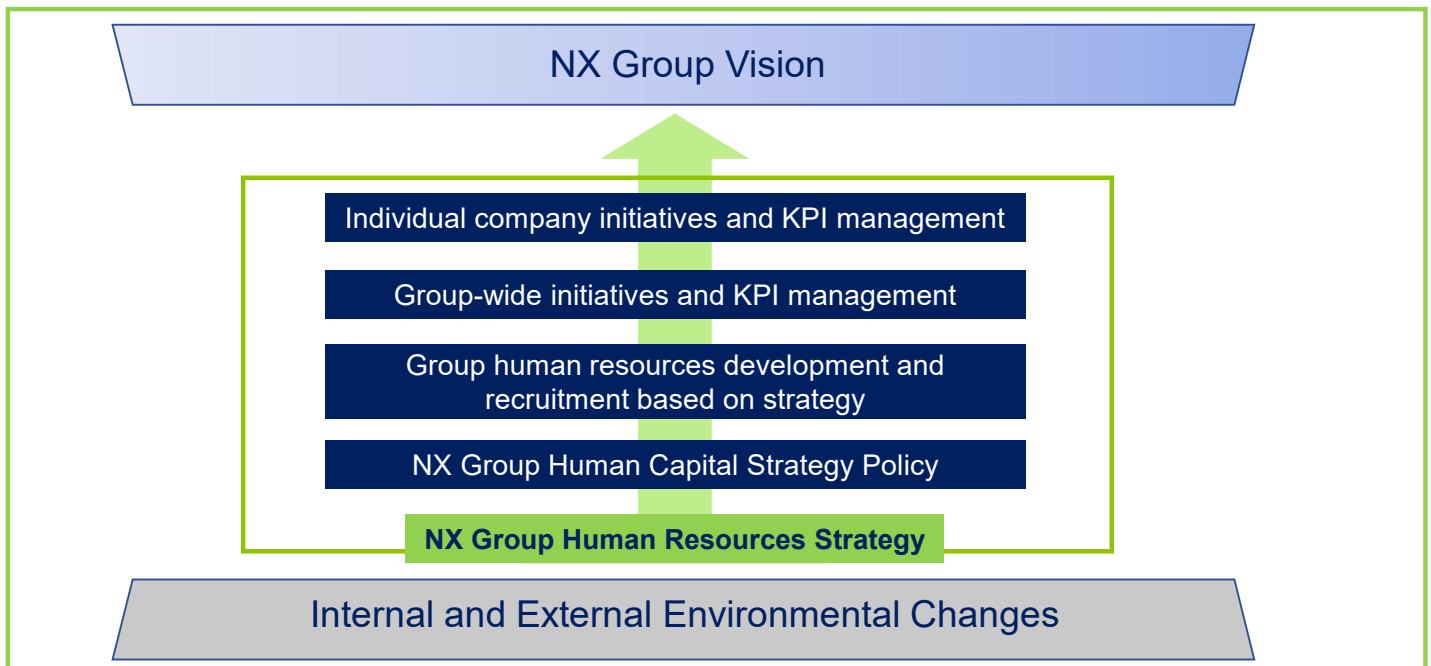 NX Group Vision
Individual company initiatives and KPI management
Group-wide initiatives and KPI management
Group human resources development and
recruitment based on strategy
NX Group Human Capital Strategy Policy
NX Group Human Resources Strategy
Internal and External Environmental Changes